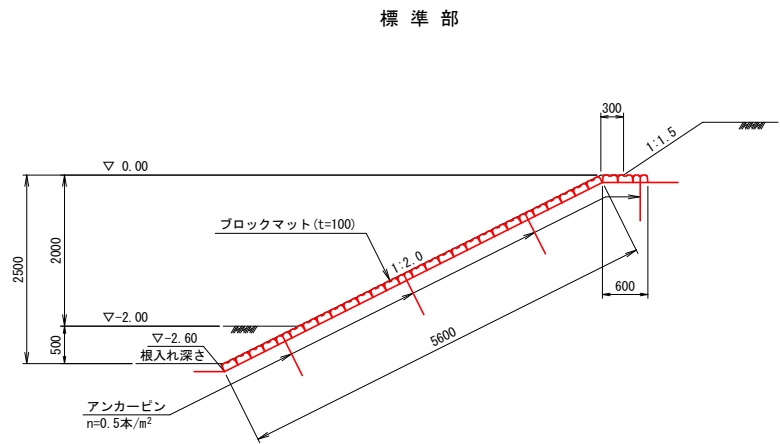 標準部
300
1:1.5
▽ 0.00
ブロックマット(t=100)
1:2.0
2500
2000
600
▽-2.00
5600
500
▽-2.60
根入れ深さ
アンカーピン
n=0.5本/m²